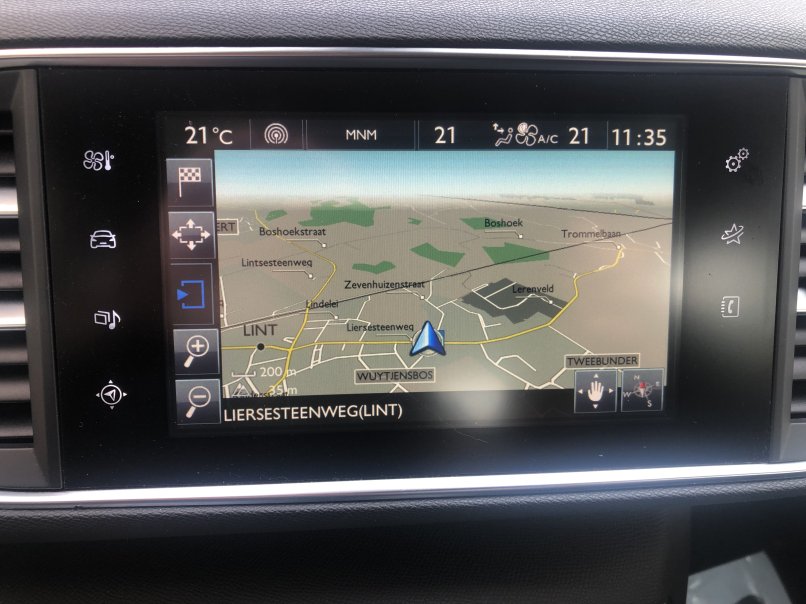 21°C MNM 21 A/C 21 11:35
ERT
Boshoekstraat
Boshoek
Trommelbaan
Lintsesteenweg
Zevenhuizenstraat
Lerenveld
Lindelei
LINT
Liersesteenweg
TWEEBUNDER
200 m
WUYTJENSBOS
35 m
N
W E
S
LIERSESTEENWEG(LINT)